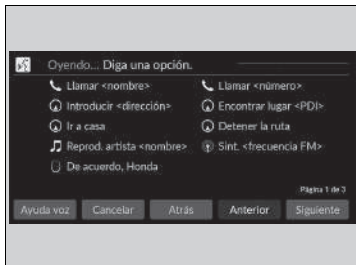 Oyendo... Diga una opción.
Llamar <nombre>
Llamar <número>
Introducir <dirección>
Encontrar lugar <PDI>
Ir a casa
Detener la ruta
Reprod. artista <nombre>
Sint. <frecuencia FM>
De acuerdo, Honda
Página 1 de 3
Ayuda voz Cancelar Atrás Anterior Siguiente